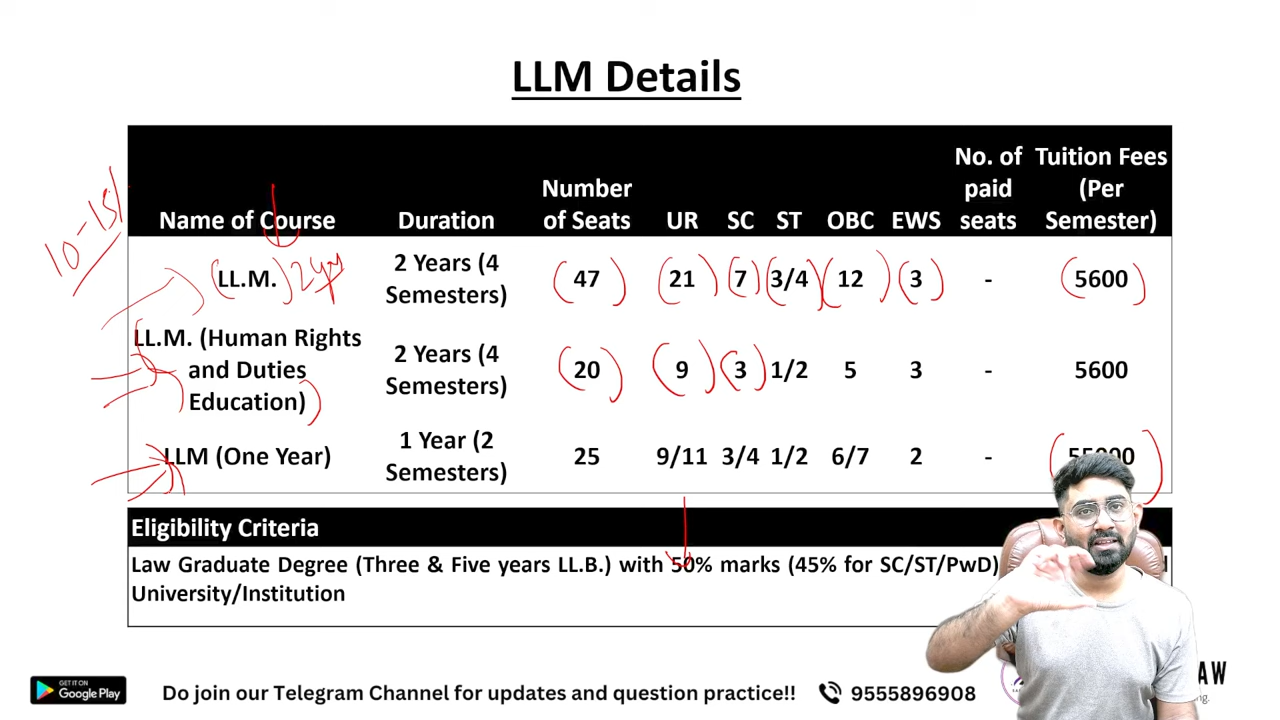 LLM Details
Name of Course Duration Number of Seats UR SC ST OBC EWS No. of paid seats Tuition Fees (Per Semester)
LL.M. 2 Years (4 Semesters) 47 21 7 3/4 12 3 - 5600
LL.M. (Human Rights and Duties Education) 2 Years (4 Semesters) 20 9 3 1/2 5 3 - 5600
LLM (One Year) 1 Year (2 Semesters) 25 9/11 3/4 1/2 6/7 2 - 55000
10-15%
2 yr
Eligibility Criteria
Law Graduate Degree (Three & Five years LL.B.) with 50% marks (45% for SC/ST/PwD)
University/Institution
GET IT ON
Google Play
Do join our Telegram Channel for updates and question practice!! 9555896908
AW